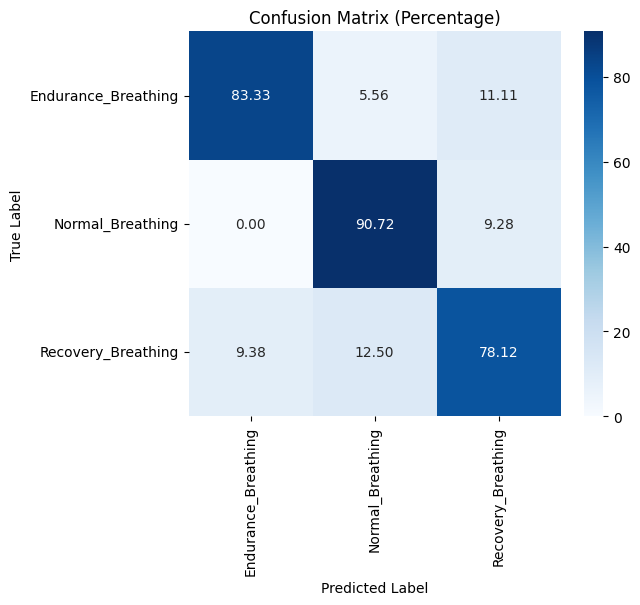 Confusion Matrix (Percentage)
True Label
Endurance_Breathing 83.33 5.56 11.11
Normal_Breathing 0.00 90.72 9.28
Recovery_Breathing 9.38 12.50 78.12
Endurance_Breathing Normal_Breathing Recovery_Breathing
Predicted Label
80
60
40
20
0